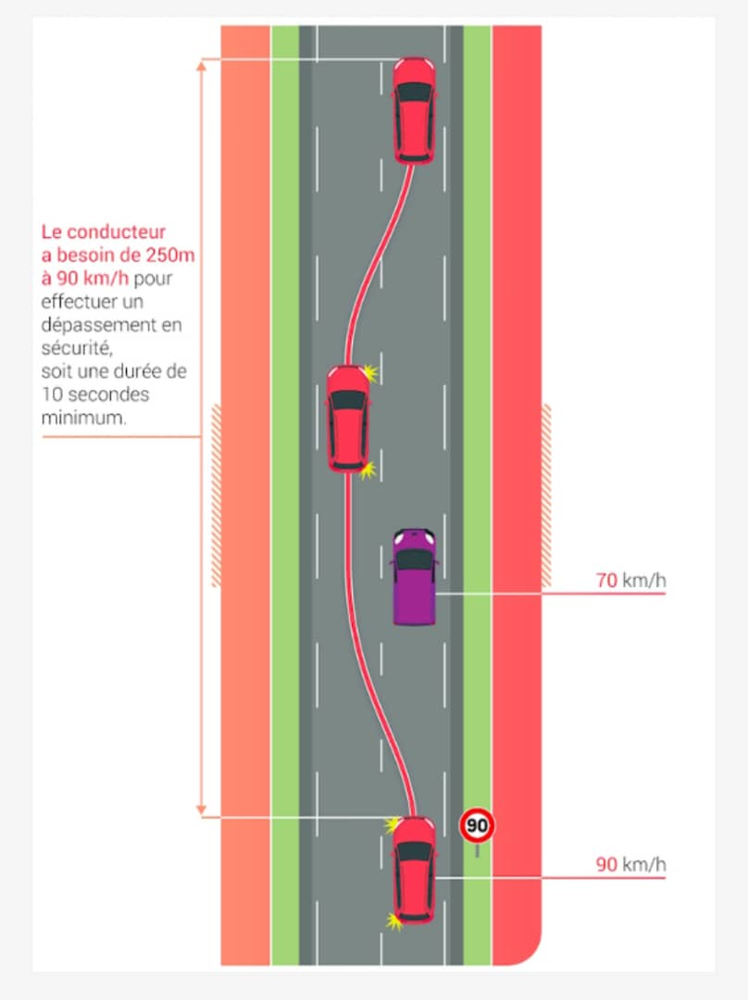 Le conducteur
a besoin de 250m
à 90 km/h pour
effectuer un
dépassement en
sécurité,
soit une durée de
10 secondes
minimum.
70 km/h
90
90 km/h